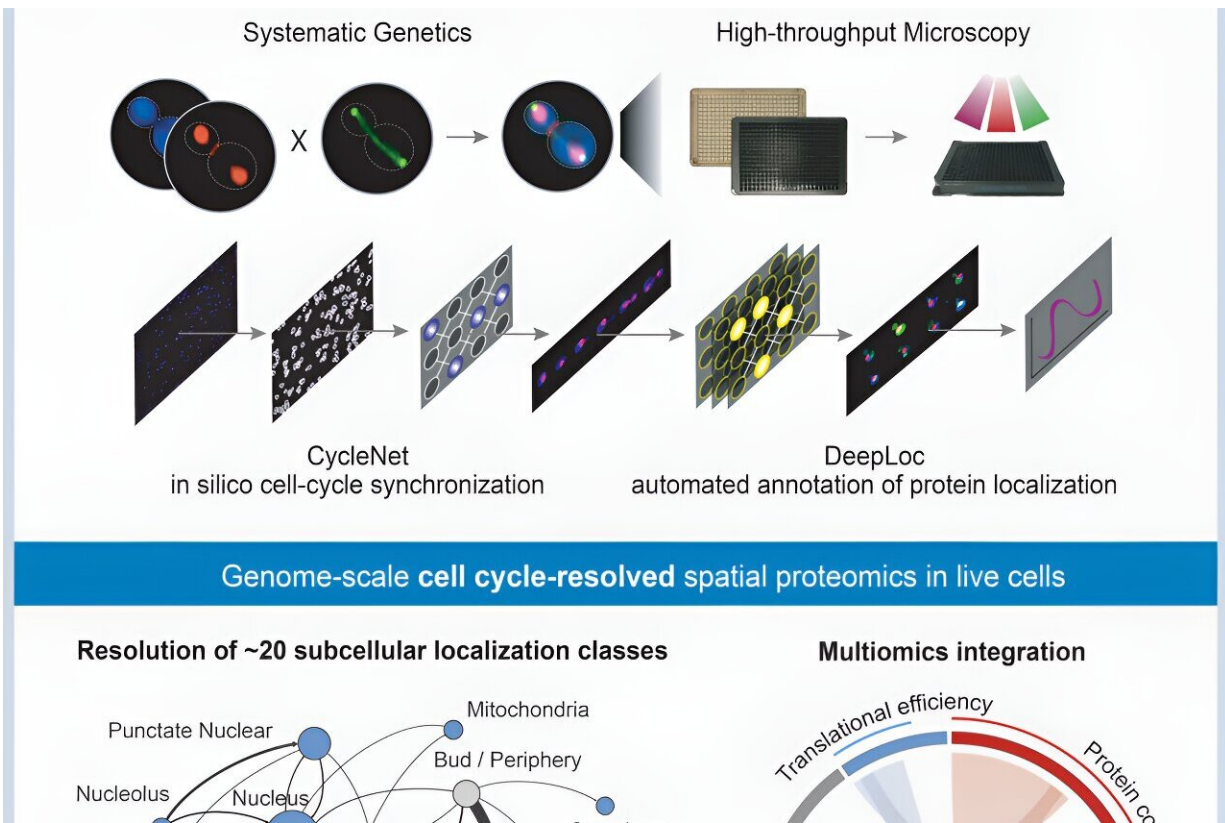 Systematic Genetics
High-throughput Microscopy
X
CycleNet
in silico cell-cycle synchronization
DeepLoc
automated annotation of protein localization
Genome-scale cell cycle-resolved spatial proteomics in live cells
Resolution of ~20 subcellular localization classes
Multiomics integration
Punctate Nuclear
Mitochondria
Bud / Periphery
Nucleolus
Nucleus
Translational efficiency
Protein